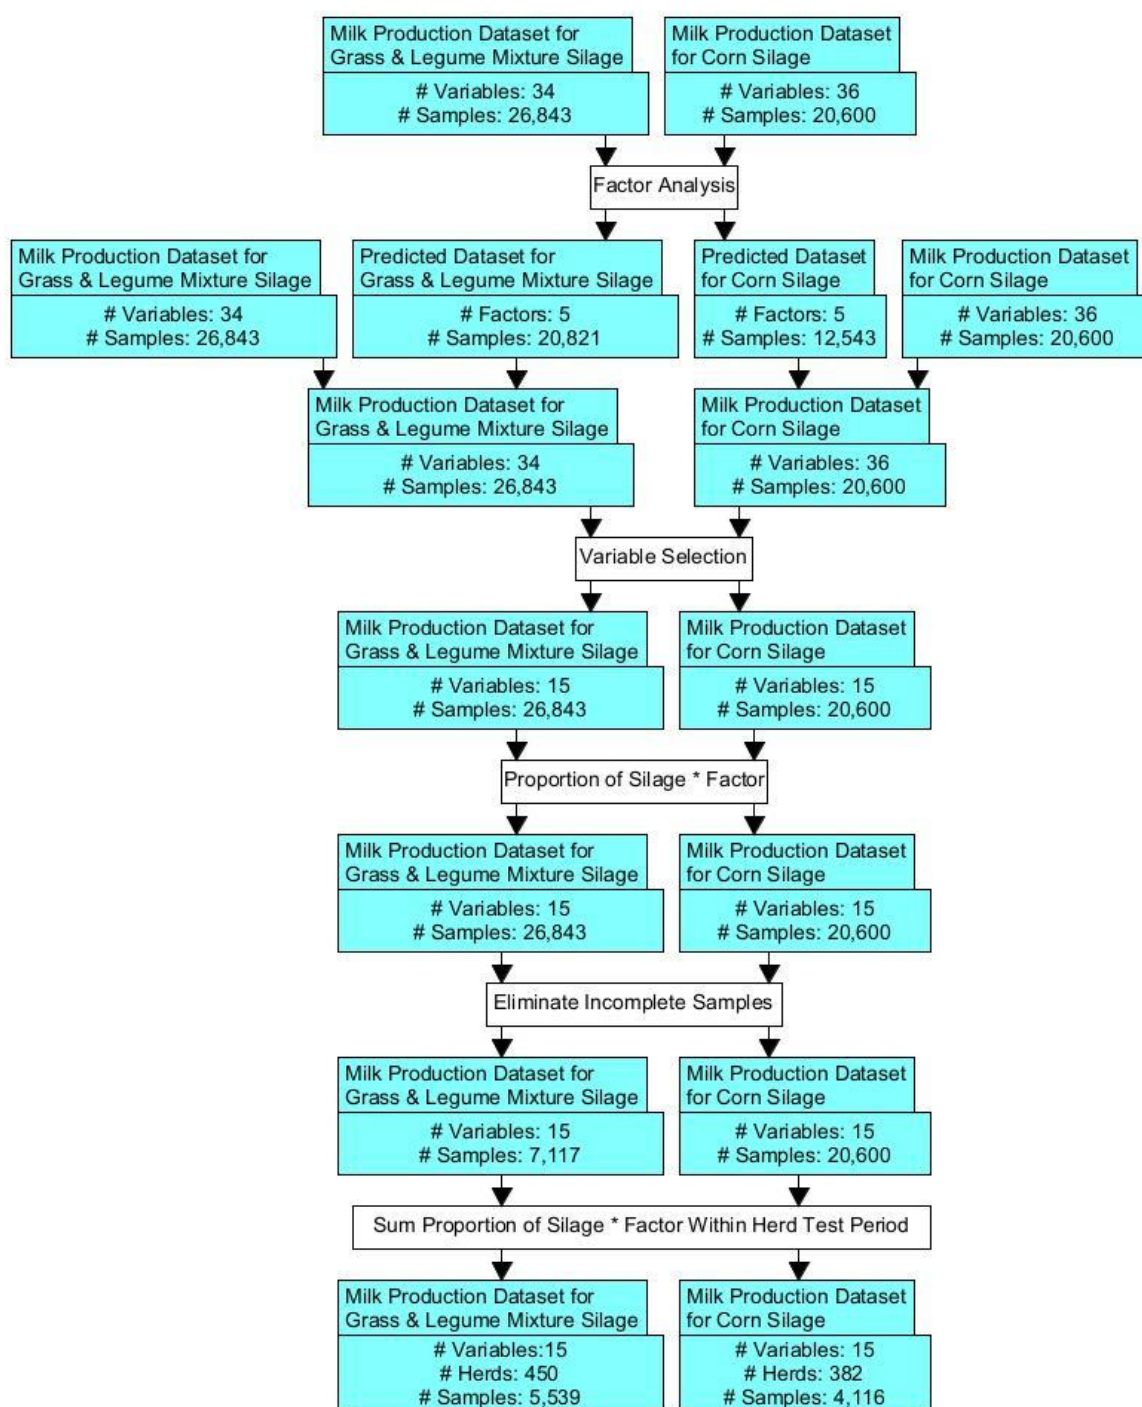 Milk Production Dataset for
Grass & Legume Mixture Silage
# Variables: 34
# Samples: 26,843
Milk Production Dataset
for Corn Silage
# Variables: 36
# Samples: 20,600
Factor Analysis
Milk Production Dataset for
Grass & Legume Mixture Silage
# Variables: 34
# Samples: 26,843
Predicted Dataset for
Grass & Legume Mixture Silage
# Factors: 5
# Samples: 20,821
Predicted Dataset
for Corn Silage
# Factors: 5
# Samples: 12,543
Milk Production Dataset
for Corn Silage
# Variables: 36
# Samples: 20,600
Milk Production Dataset for
Grass & Legume Mixture Silage
# Variables: 34
# Samples: 26,843
Milk Production Dataset
for Corn Silage
# Variables: 36
# Samples: 20,600
Variable Selection
Milk Production Dataset for
Grass & Legume Mixture Silage
# Variables: 15
# Samples: 26,843
Milk Production Dataset
for Corn Silage
# Variables: 15
# Samples: 20,600
Proportion of Silage * Factor
Milk Production Dataset for
Grass & Legume Mixture Silage
# Variables: 15
# Samples: 26,843
Milk Production Dataset
for Corn Silage
# Variables: 15
# Samples: 20,600
Eliminate Incomplete Samples
Milk Production Dataset for
Grass & Legume Mixture Silage
# Variables: 15
# Samples: 7,117
Milk Production Dataset
for Corn Silage
# Variables: 15
# Samples: 20,600
Sum Proportion of Silage * Factor Within Herd Test Period
Milk Production Dataset for
Grass & Legume Mixture Silage
# Variables:15
# Herds: 450
# Samples: 5,539
Milk Production Dataset
for Corn Silage
# Variables: 15
# Herds: 382
# Samples: 4,116